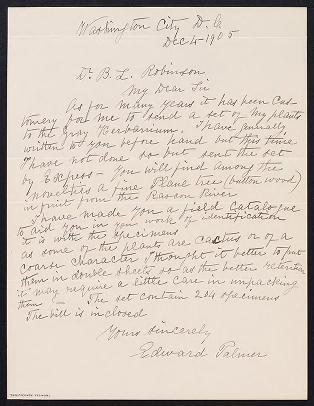 Washington City D.C.
Dec 4 - 1905
Dr. B. L. Robinson
My Dear Sir
As for many years it has been cus-
tomery for me to send a set of my plants
to the Gray Herbarium. I have generally
written to you before hand but this time
I have not done so but sent the set
by Express - You will find among the
novelties a fine Plane tree (button wood)
in fruit from the Rascon River
I have made you a field Catalogue
to aid you in your work of identification
it is with the specimens
as some of the plants are cactus or of a
coarse character I thought it better to put
them in double sheets so as the better
it may require a little care in unpacking
them - The set contain 204 specimens
The bill is inclosed
Yours sincerely
Edward Palmer